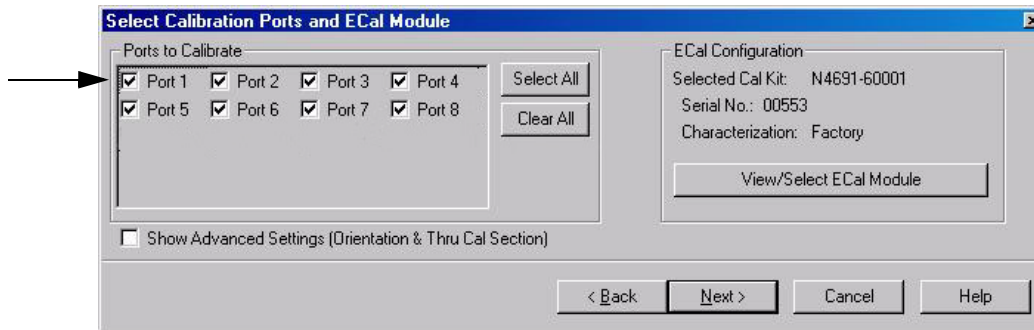 Select Calibration Ports and ECal Module
Ports to Calibrate
Port 1 Port 2 Port 3 Port 4
Port 5 Port 6 Port 7 Port 8
Select All
Clear All
ECal Configuration
Selected Cal Kit: N4691-60001
Serial No.: 00553
Characterization: Factory
View/Select ECal Module
Show Advanced Settings (Orientation & Thru Cal Section)
< Back Next > Cancel Help